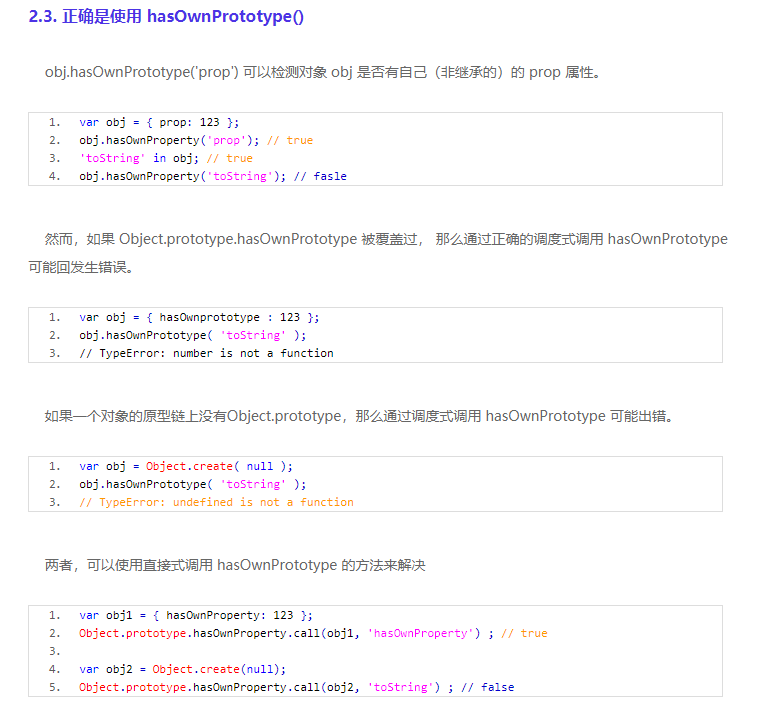 2.3. 正确是使用 hasOwnPrototype()
obj.hasOwnPrototype('prop') 可以检测对象 obj 是否有自己（非继承的）的 prop 属性。
1. var obj = { prop: 123 };
2. obj.hasOwnProperty('prop'); // true
3. 'toString' in obj; // true
4. obj.hasOwnProperty('toString'); // fasle
然而，如果 Object.prototype.hasOwnPrototype 被覆盖过， 那么通过正确的调度式调用 hasOwnPrototype
可能回发生错误。
1. var obj = { hasOwnprototype : 123 };
2. obj.hasOwnPrototype( 'toString' );
3. // TypeError: number is not a function
如果一个对象的原型链上没有Object.prototype，那么通过调度式调用 hasOwnPrototype 可能出错。
1. var obj = Object.create( null );
2. obj.hasOwnPrototype( 'toString' );
3. // TypeError: undefined is not a function
两者，可以使用直接式调用 hasOwnPrototype 的方法来解决
1. var obj1 = { hasOwnProperty: 123 };
2. Object.prototype.hasOwnProperty.call(obj1, 'hasOwnProperty') ; // true
3.
4. var obj2 = Object.create(null);
5. Object.prototype.hasOwnProperty.call(obj2, 'toString') ; // false